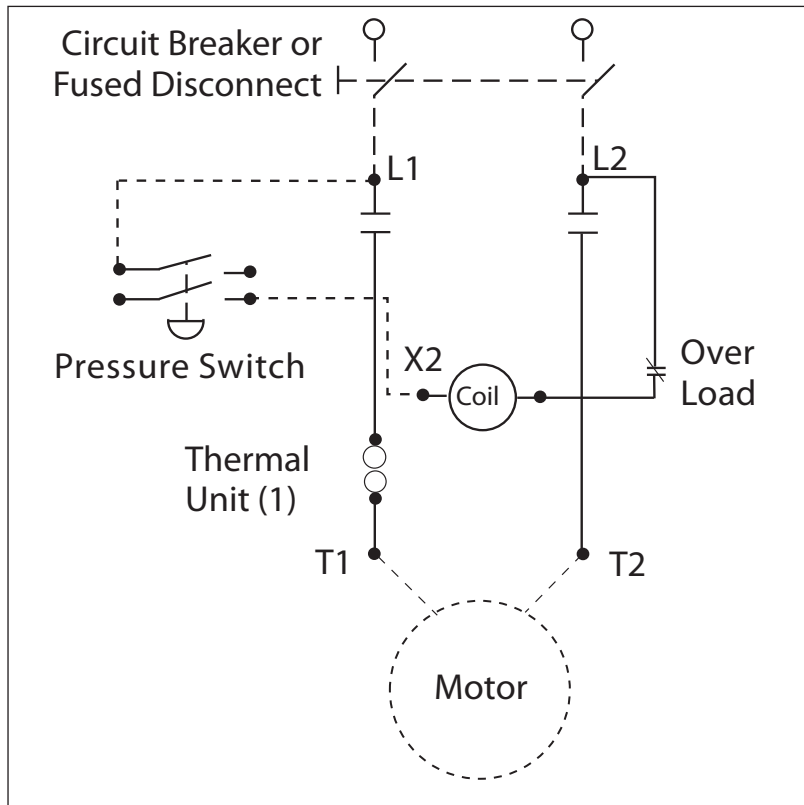 Circuit Breaker or
Fused Disconnect
L1
L2
Pressure Switch
X2
Coil
Over
Load
Thermal
Unit (1)
T1
T2
Motor